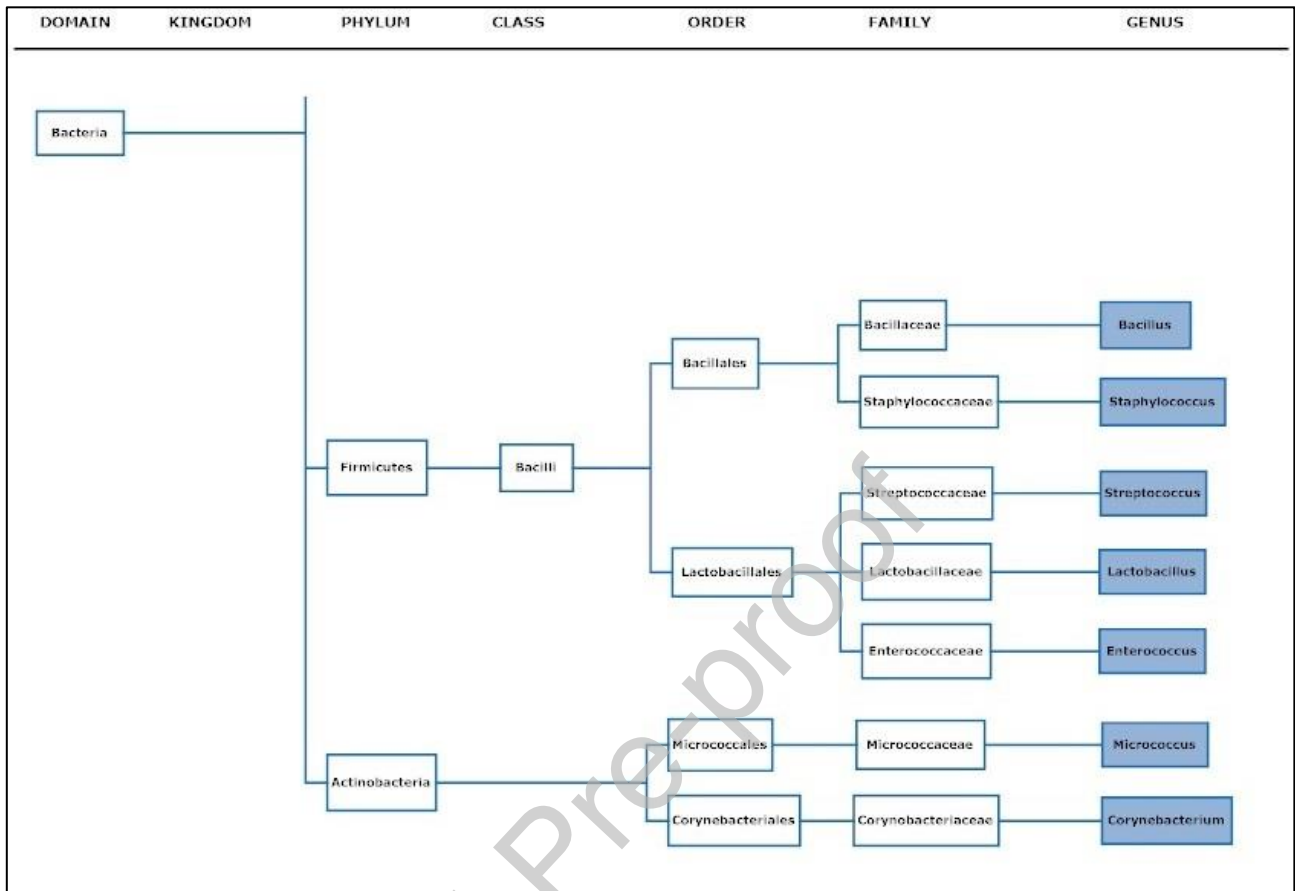 DOMAIN KINGDOM PHYLUM CLASS ORDER FAMILY GENUS
Bacteria
Bacillaceae Bacillus
Bacillales
Staphylococcaceae Staphylococcus
Firmicutes Bacilli
Streptococcaceae Streptococcus
Lactobacillales Lactobacillaceae Lactobacillus
Enterococcaceae Enterococcus
Micrococcales Micrococcaceae Micrococcus
Actinobacteria
Corynebacteriales Corynobacteriaceae Corynebacterium
Pre-proof